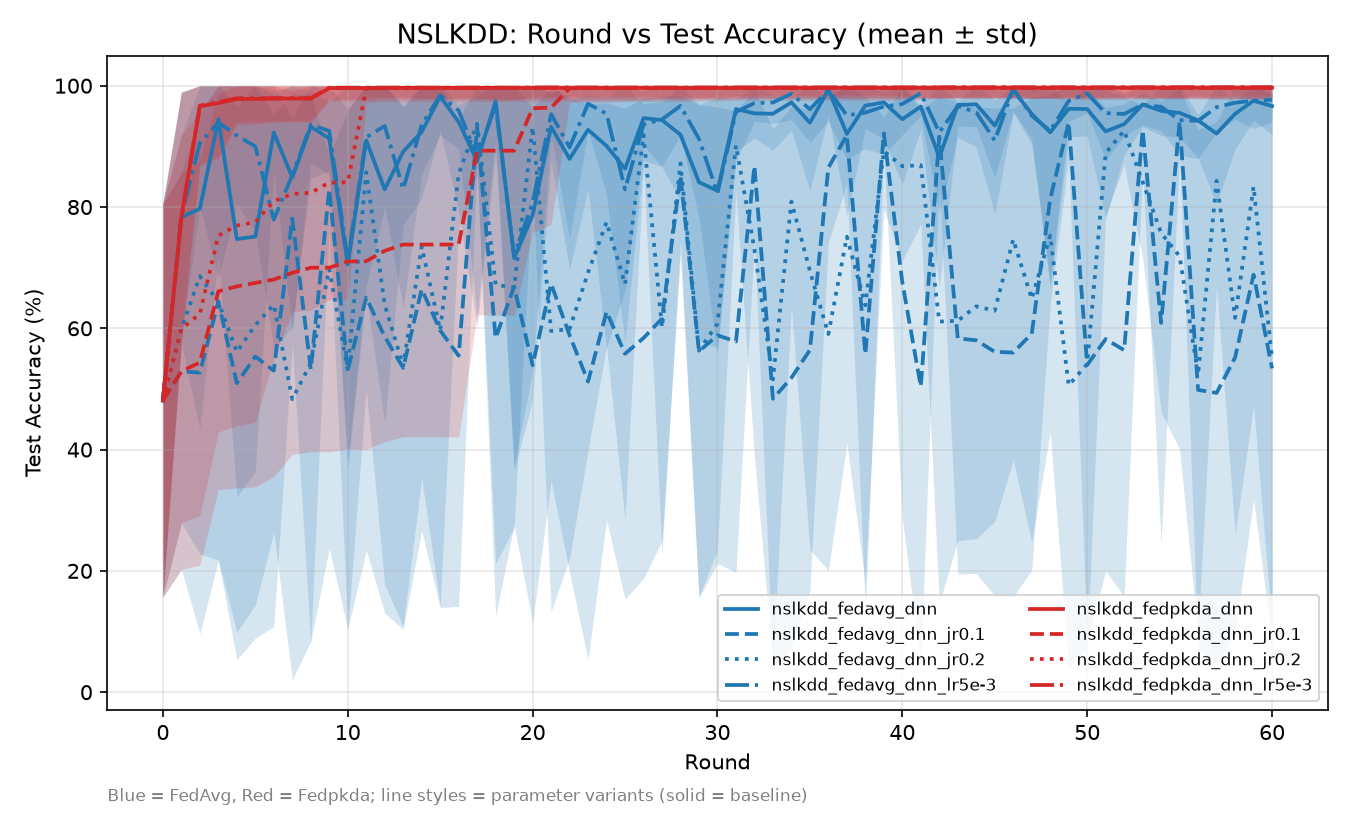 NSLKDD: Round vs Test Accuracy (mean ± std)
Test Accuracy (%)
100
80
60
40
20
0
nslkdd_fedavg_dnn
nslkdd_fedavg_dnn_jr0.1
nslkdd_fedavg_dnn_jr0.2
nslkdd_fedavg_dnn_lr5e-3
nslkdd_fedpkda_dnn
nslkdd_fedpkda_dnn_jr0.1
nslkdd_fedpkda_dnn_jr0.2
nslkdd_fedpkda_dnn_lr5e-3
0 10 20 30 40 50 60
Round
Blue = FedAvg, Red = Fedpkda; line styles = parameter variants (solid = baseline)